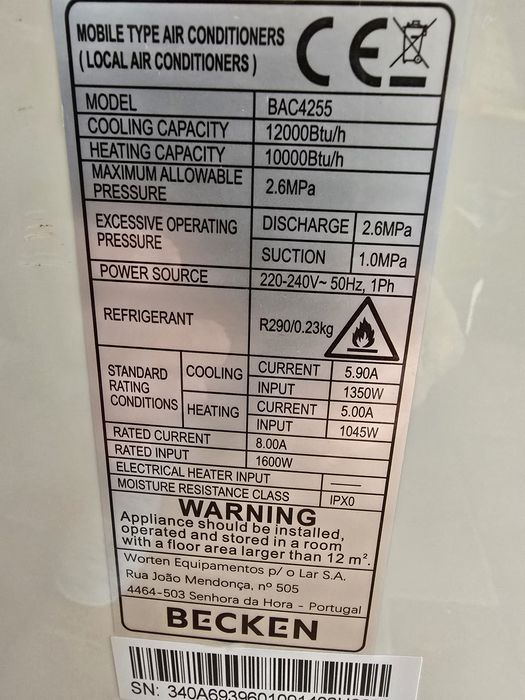 MOBILE TYPE AIR CONDITIONERS
( LOCAL AIR CONDITIONERS )
CE
MODEL BAC4255
COOLING CAPACITY 12000Btu/h
HEATING CAPACITY 10000Btu/h
MAXIMUM ALLOWABLE
PRESSURE 2.6MPa
EXCESSIVE OPERATING
PRESSURE
DISCHARGE 2.6MPa
SUCTION 1.0MPa
POWER SOURCE 220-240V~ 50Hz, 1Ph
REFRIGERANT R290/0.23kg
STANDARD
RATING
CONDITIONS
COOLING
CURRENT 5.90A
INPUT 1350W
HEATING
CURRENT 5.00A
INPUT 1045W
RATED CURRENT 8.00A
RATED INPUT 1600W
ELECTRICAL HEATER INPUT ——
MOISTURE RESISTANCE CLASS IPX0
WARNING
Appliance should be installed,
operated and stored in a room
with a floor area larger than 12 m².
Worten Equipamentos p/ o Lar S.A.
Rua João Mendonça, nº 505
4464-503 Senhora da Hora - Portugal
BECKEN
SN: